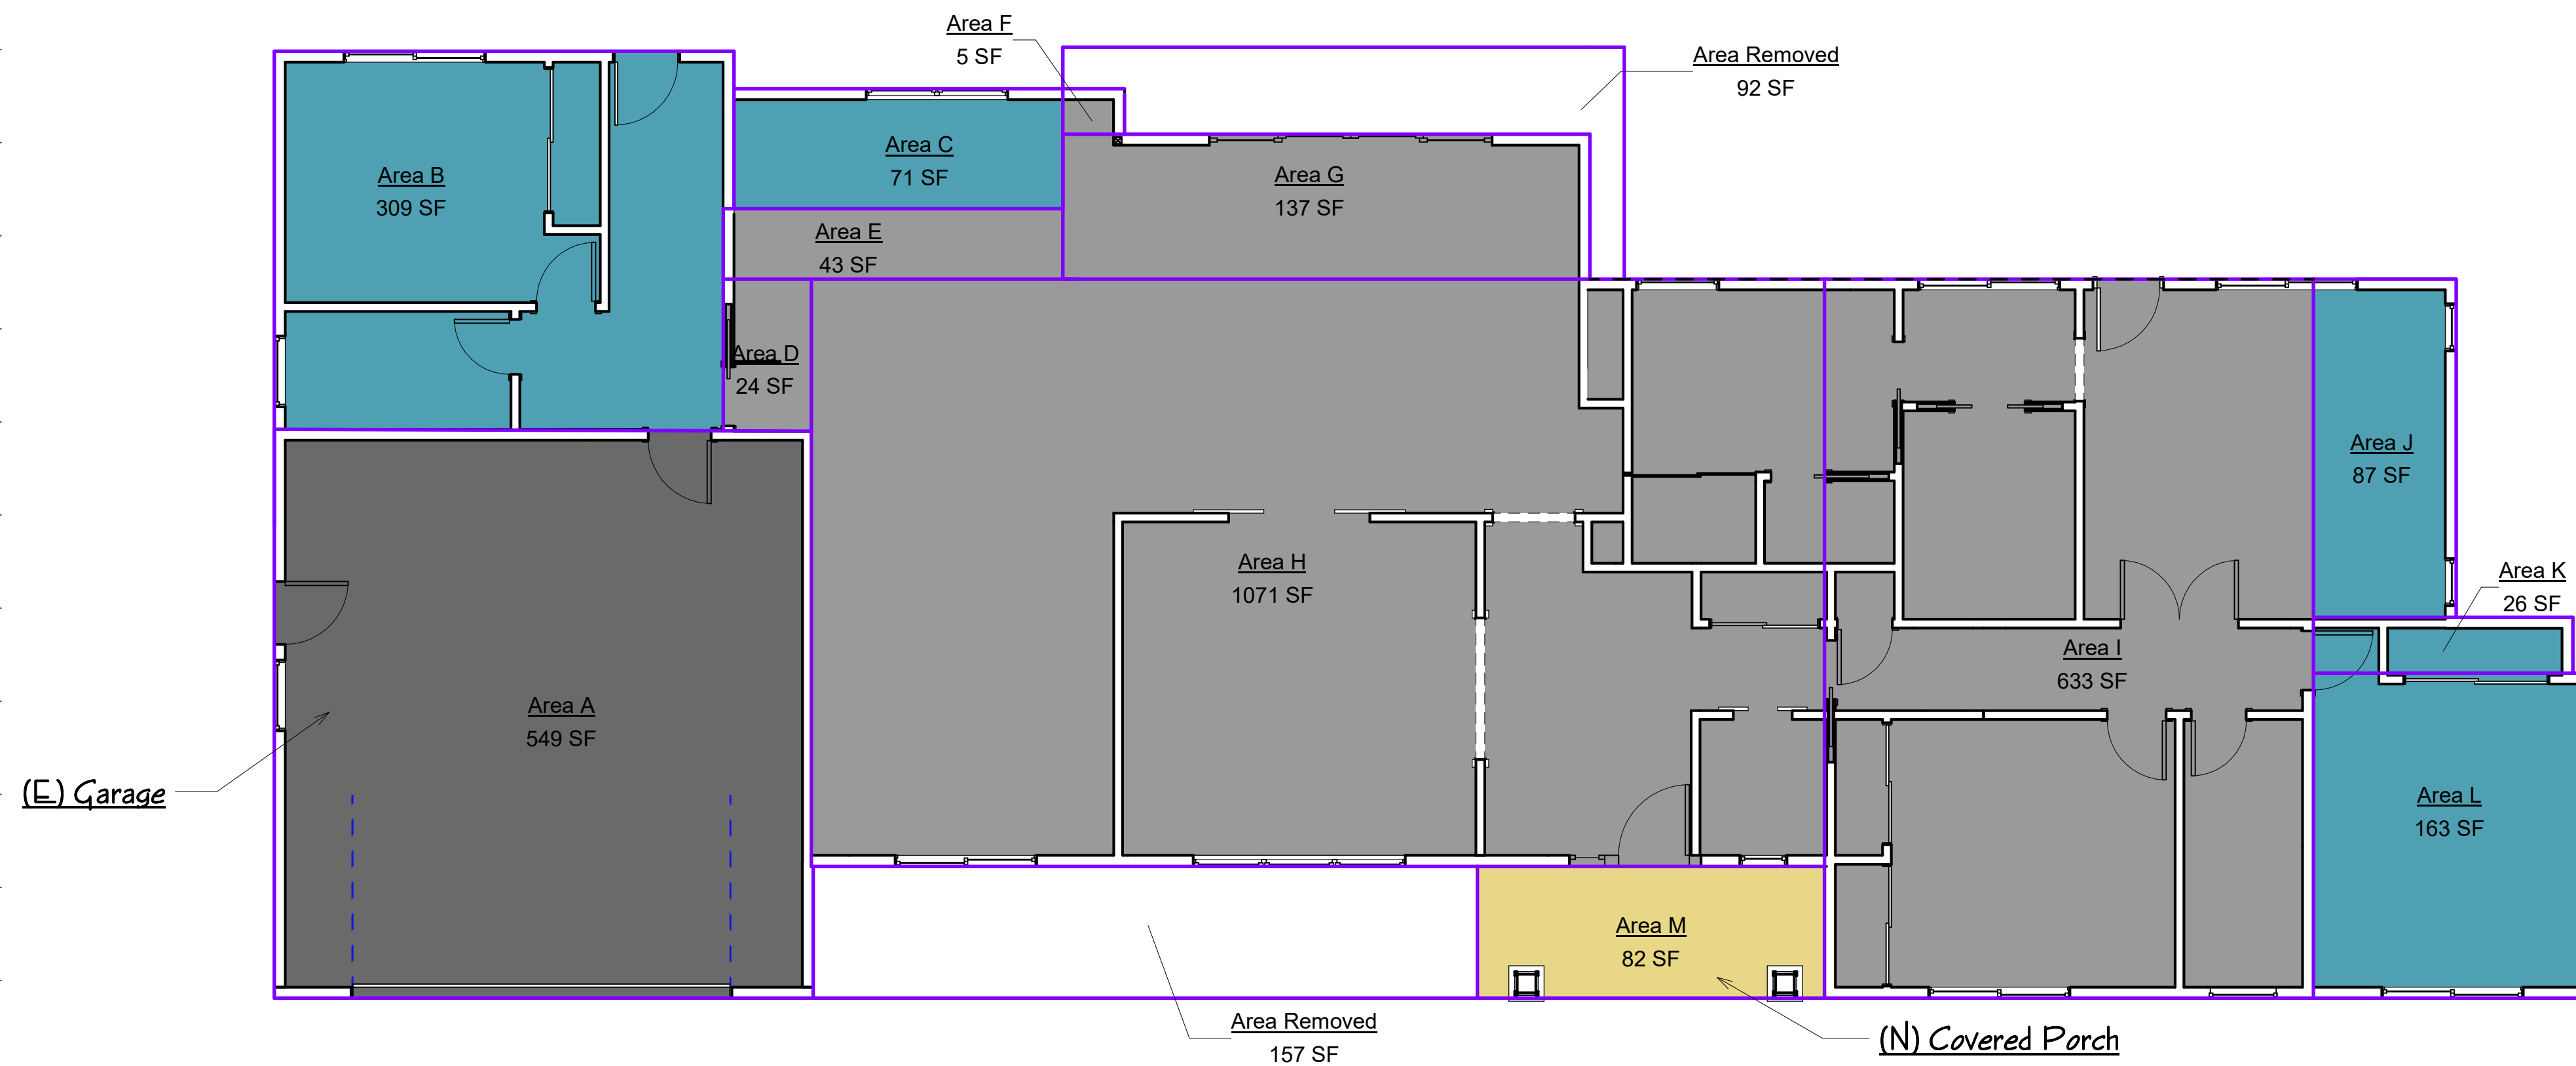 Area F
5 SF
Area Removed
92 SF
Area B
309 SF
Area C
71 SF
Area G
137 SF
Area E
43 SF
Area D
24 SF
Area J
87 SF
Area H
1071 SF
Area K
26 SF
Area I
633 SF
Area A
549 SF
(E) Garage
Area L
163 SF
Area M
82 SF
Area Removed
157 SF
(N) Covered Porch